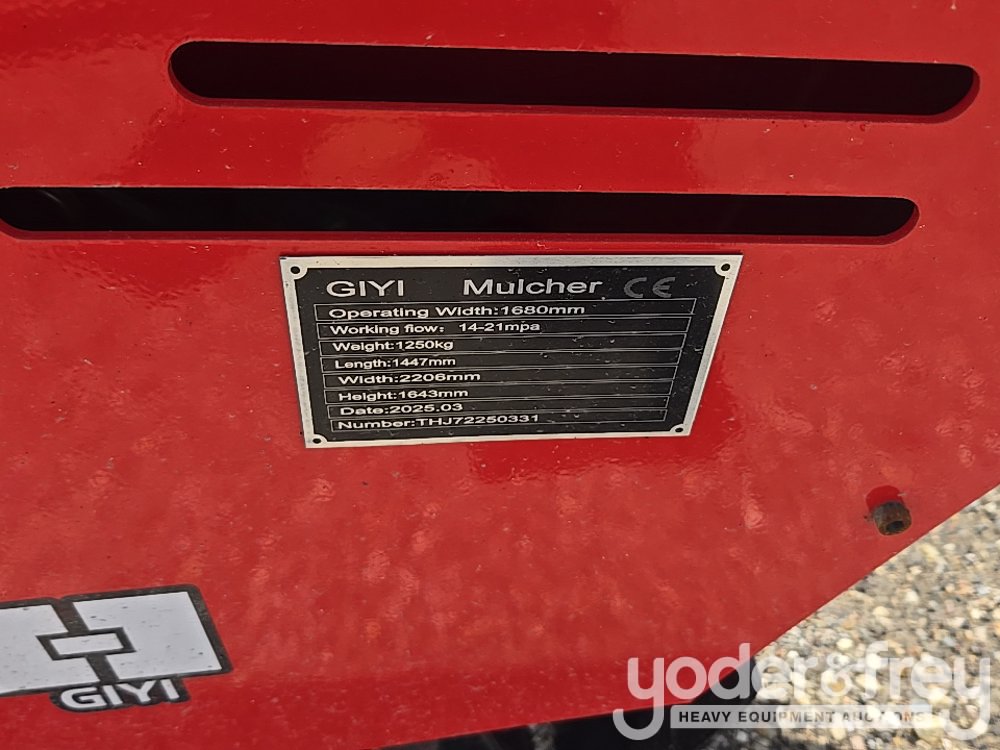 GIYI Mulcher CE
Operating Width:1680mm
Working flow: 14-21mpa
Weight:1250kg
Length:1447mm
Width:2206mm
Height:1643mm
Date:2025.03
Number:THJ72250331
GIYI
yoder&frey
HEAVY EQUIPMENT AUCTIONS